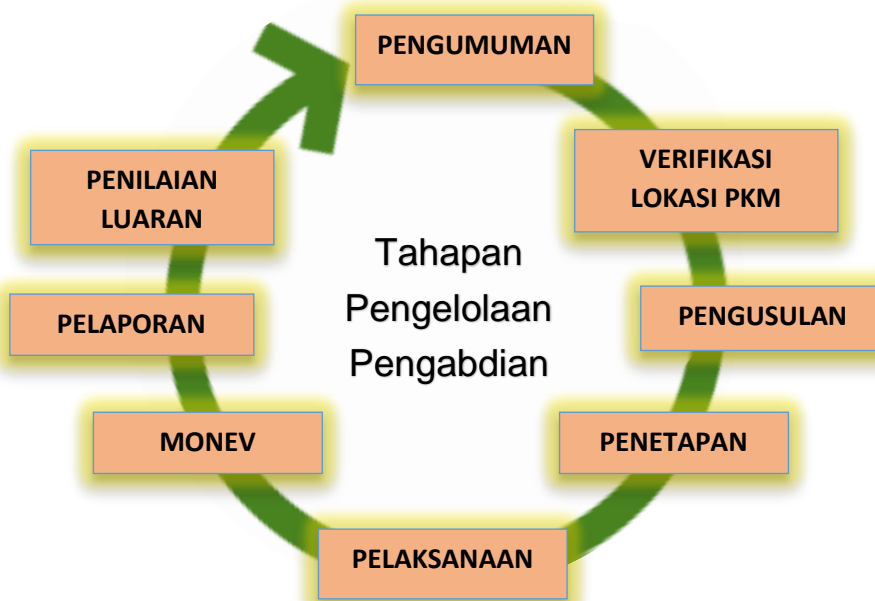 PENGUMUMAN
VERIFIKASI
LOKASI PKM
PENGUSULAN
PENETAPAN
PELAKSANAAN
MONEV
PELAPORAN
PENILAIAN
LUARAN
Tahapan
Pengelolaan
Pengabdian